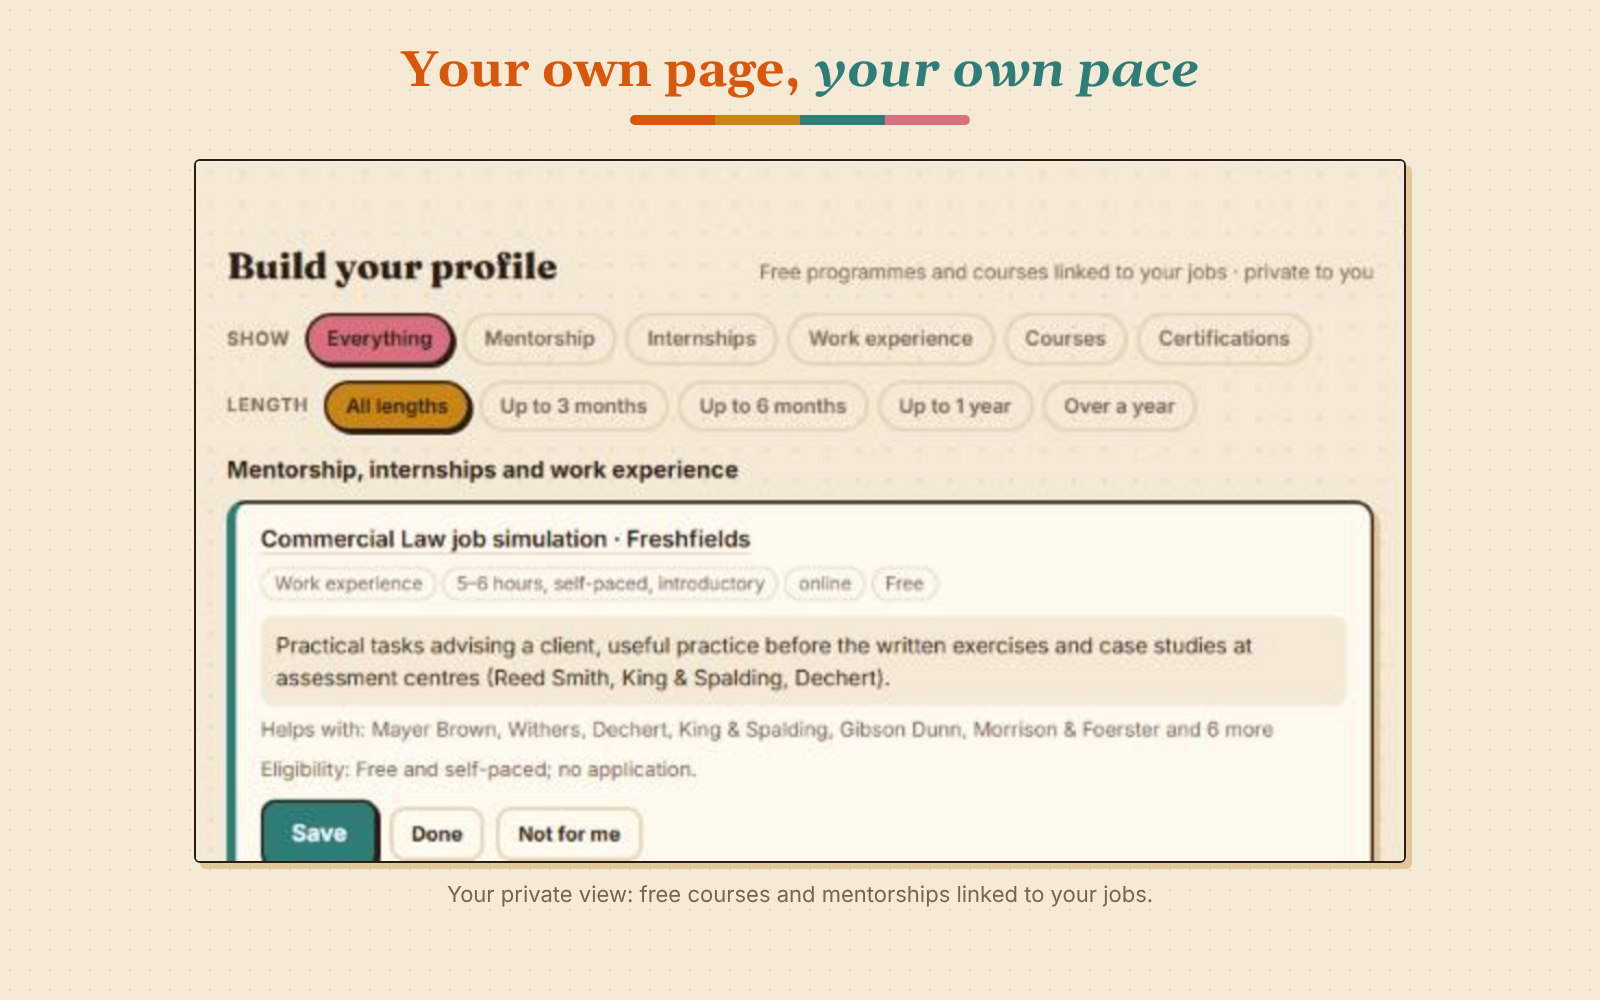 Your own page, your own pace
Build your profile
Free programmes and courses linked to your jobs · private to you
SHOW Everything Mentorship Internships Work experience Courses Certifications
LENGTH All lengths Up to 3 months Up to 6 months Up to 1 year Over a year
Mentorship, internships and work experience
Commercial Law job simulation · Freshfields
Work experience 5–6 hours, self-paced, introductory online Free
Practical tasks advising a client, useful practice before the written exercises and case studies at
assessment centres (Reed Smith, King & Spalding, Dechert).
Helps with: Mayer Brown, Withers, Dechert, King & Spalding, Gibson Dunn, Morrison & Foerster and 6 more
Eligibility: Free and self-paced; no application.
Save Done Not for me
Your private view: free courses and mentorships linked to your jobs.